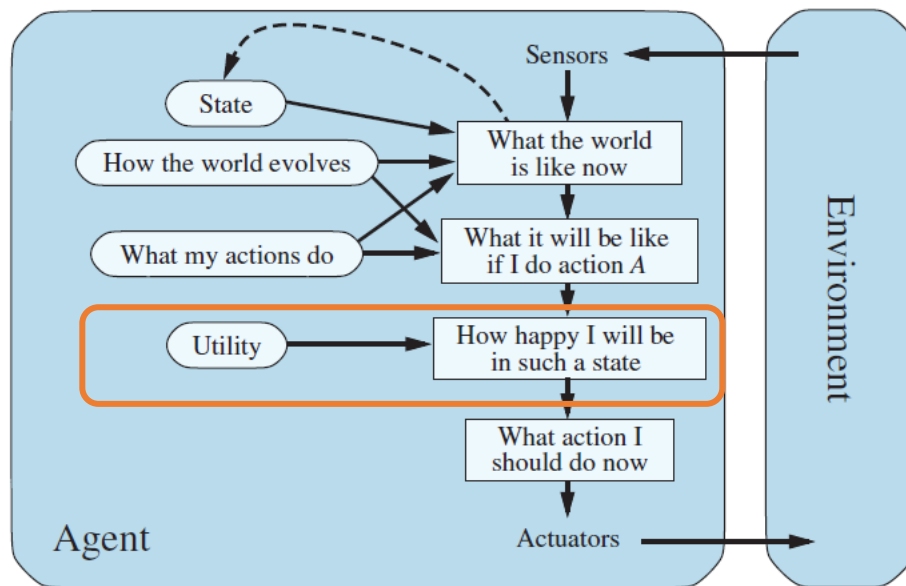 Sensors
State
What the world
is like now
How the world evolves
What my actions do
What it will be like
if I do action A
Utility
How happy I will be
in such a state
What action I
should do now
Agent
Actuators
Environment